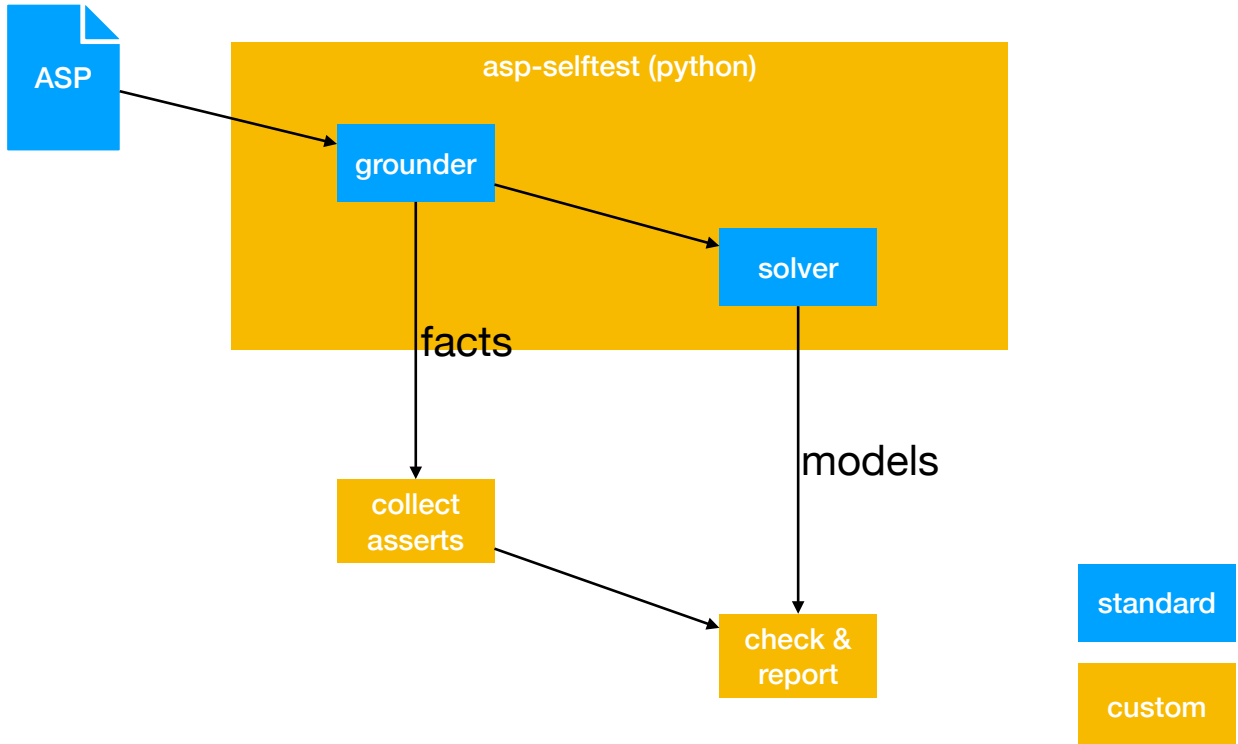 ASP
asp-selftest (python)
grounder
solver
facts
models
collect
asserts
check &
report
standard
custom